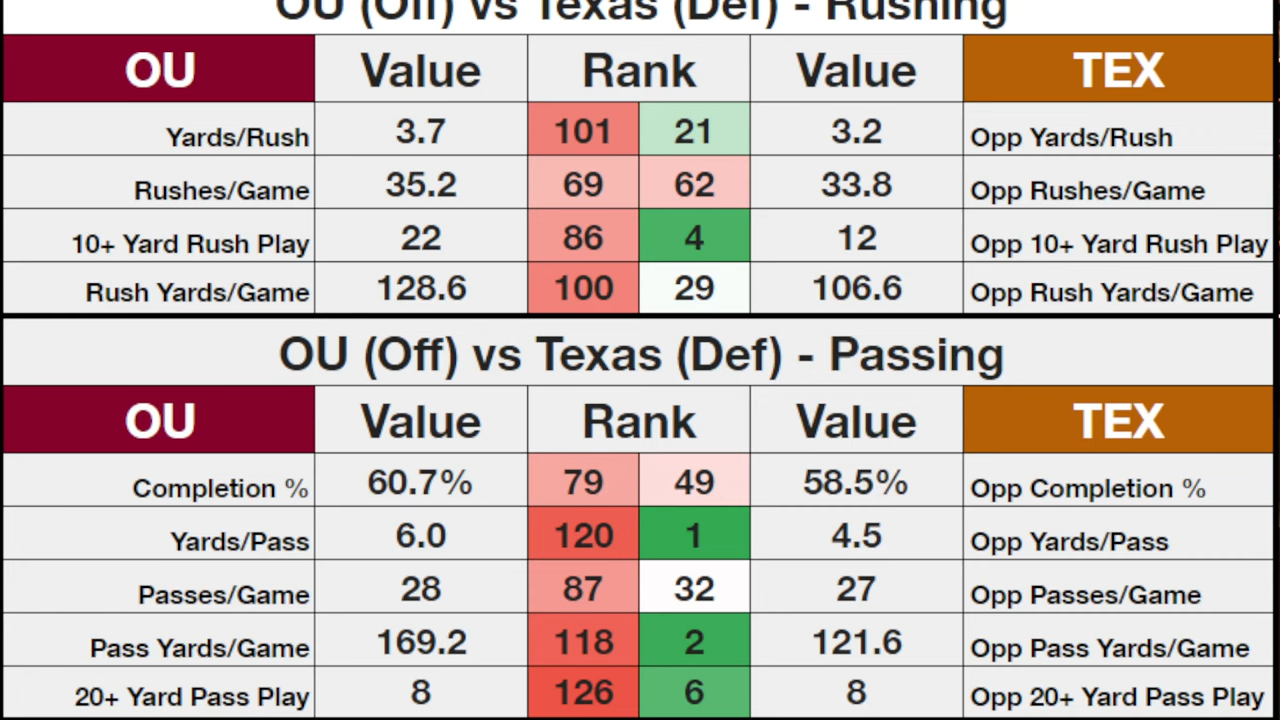 OU (Off) vs Texas (Def) - Rushing
OU Value Rank Value TEX
Yards/Rush 3.7 101 21 3.2 Opp Yards/Rush
Rushes/Game 35.2 69 62 33.8 Opp Rushes/Game
10+ Yard Rush Play 22 86 4 12 Opp 10+ Yard Rush Play
Rush Yards/Game 128.6 100 29 106.6 Opp Rush Yards/Game
OU (Off) vs Texas (Def) - Passing
OU Value Rank Value TEX
Completion % 60.7% 79 49 58.5% Opp Completion %
Yards/Pass 6.0 120 1 4.5 Opp Yards/Pass
Passes/Game 28 87 32 27 Opp Passes/Game
Pass Yards/Game 169.2 118 2 121.6 Opp Pass Yards/Game
20+ Yard Pass Play 8 126 6 8 Opp 20+ Yard Pass Play